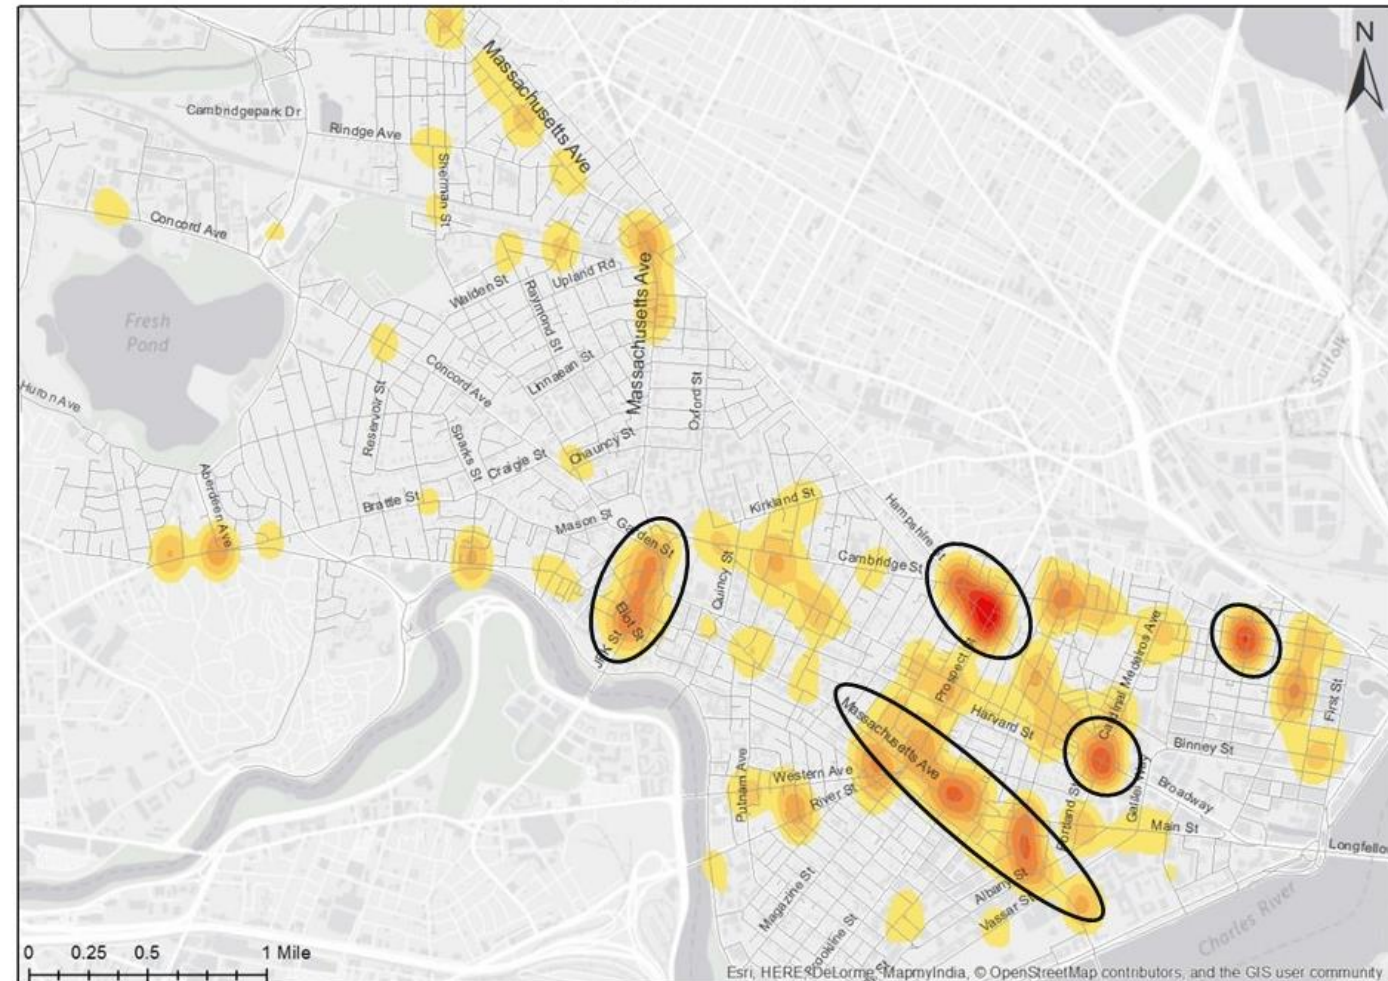 N
Massachusetts Ave
Cambridgepark Dr
Rindge Ave
Sherman St
Concord Ave
Upland Rd
Walden St
Raymond St
Massachusetts Ave
Fresh
Pond
Suffolk
Linnaean St
Concord Ave
Huron Ave
Reservoir St
Oxford St
Sparks St
Craigie St
Chauncy St
Aberdeen Ave
Brattle St
Kirkland St
Hampshire St
Mason St
Garden St
Quincy St
Cambridge St
Eliot St
St
Prospect
Cardinal Medeiros Ave
First St
Harvard St
Massachusetts Ave
Binney St
Putnam Ave
Western Ave
River St
Portland St
Galilei Way
Broadway
Main St
Longfello
Magazine St
Albany St
Vassar St
Charles River
St
0 0.25 0.5 1 Mile
Esri, HERE, DeLorme, MapmyIndia, © OpenStreetMap contributors, and the GIS user community